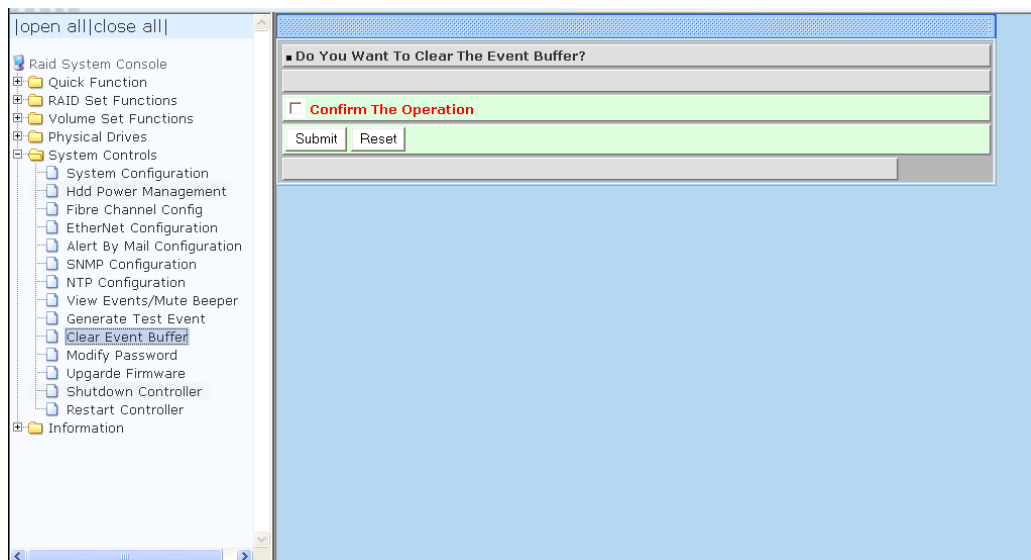 |open all|close all|
Raid System Console
Quick Function
RAID Set Functions
Volume Set Functions
Physical Drives
System Controls
System Configuration
Hdd Power Management
Fibre Channel Config
EtherNet Configuration
Alert By Mail Configuration
SNMP Configuration
NTP Configuration
View Events/Mute Beeper
Generate Test Event
Clear Event Buffer
Modify Password
Upgarde Firmware
Shutdown Controller
Restart Controller
Information
Do You Want To Clear The Event Buffer?
Confirm The Operation
Submit Reset